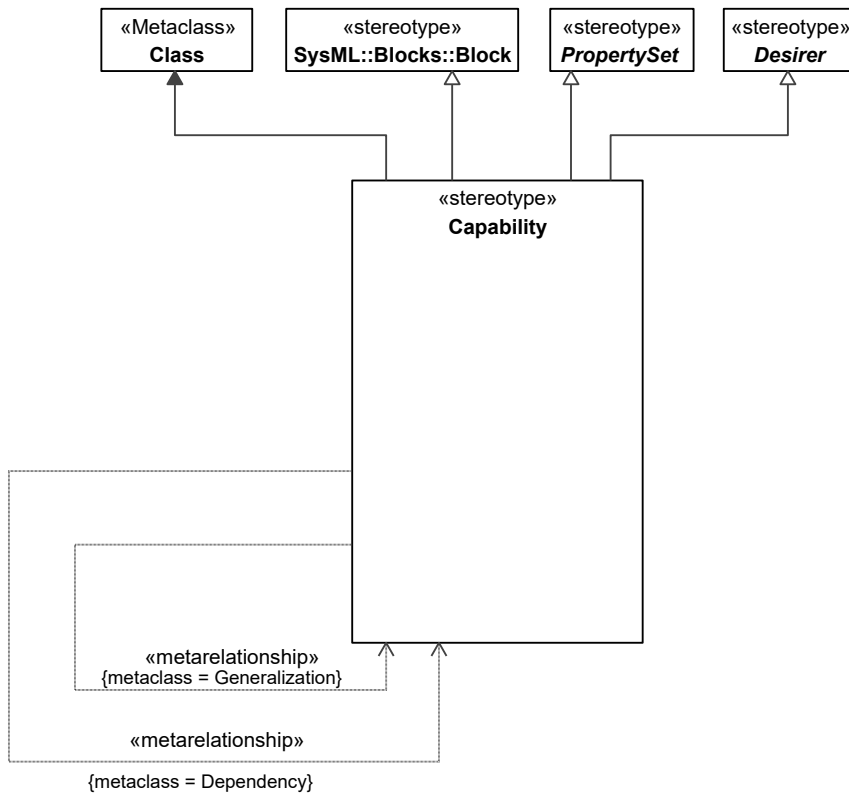 «Metaclass»
Class
«stereotype»
SysML::Blocks::Block
«stereotype»
PropertySet
«stereotype»
Desirer
«stereotype»
Capability
«metarelationship»
{metaclass = Generalization}
«metarelationship»
{metaclass = Dependency}